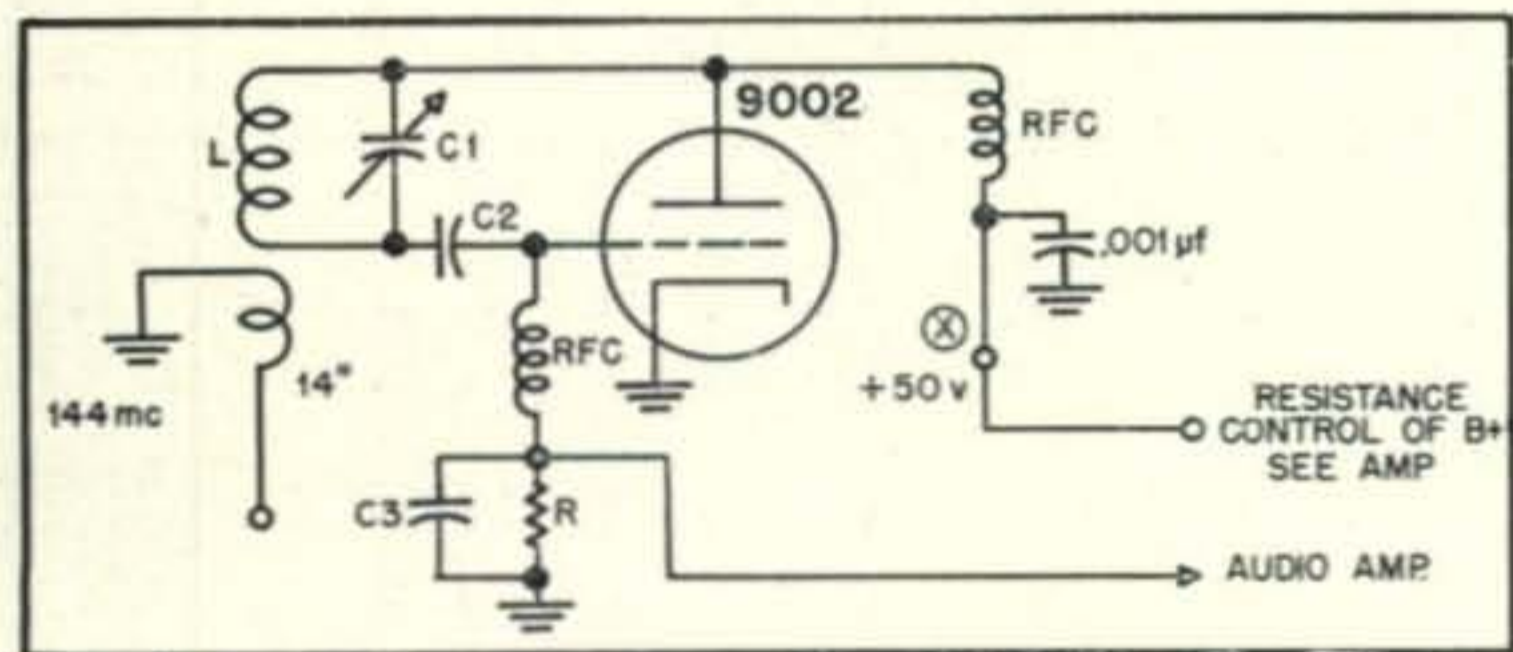 9002
RFC
L
C1
C2
.001µf
RFC
X
+50v
14"
144mc
RESISTANCE
CONTROL OF B+
SEE AMP
C3
R
AUDIO AMP.